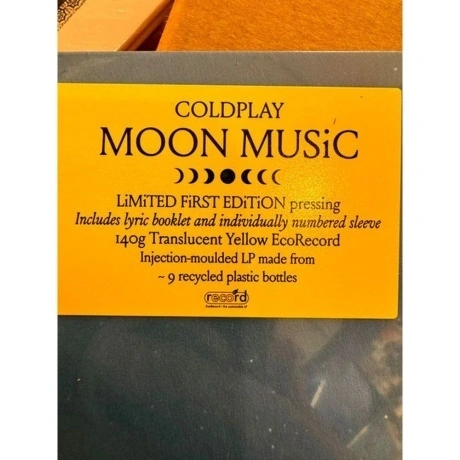 COLDPLAY
MOON MUSiC
LiMiTED FiRST EDiTiON pressing
Includes lyric booklet and individually numbered sleeve
140g Translucent Yellow EcoRecord
Injection-moulded LP made from
~ 9 recycled plastic bottles
record